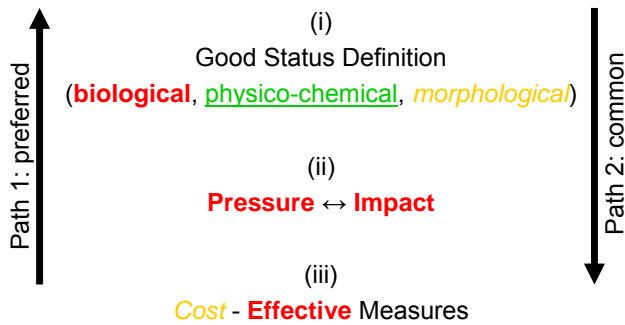 Path 1: preferred
(i)
Good Status Definition
(biological, physico-chemical, morphological)
(ii)
Pressure ↔ Impact
(iii)
Cost - Effective Measures
Path 2: common